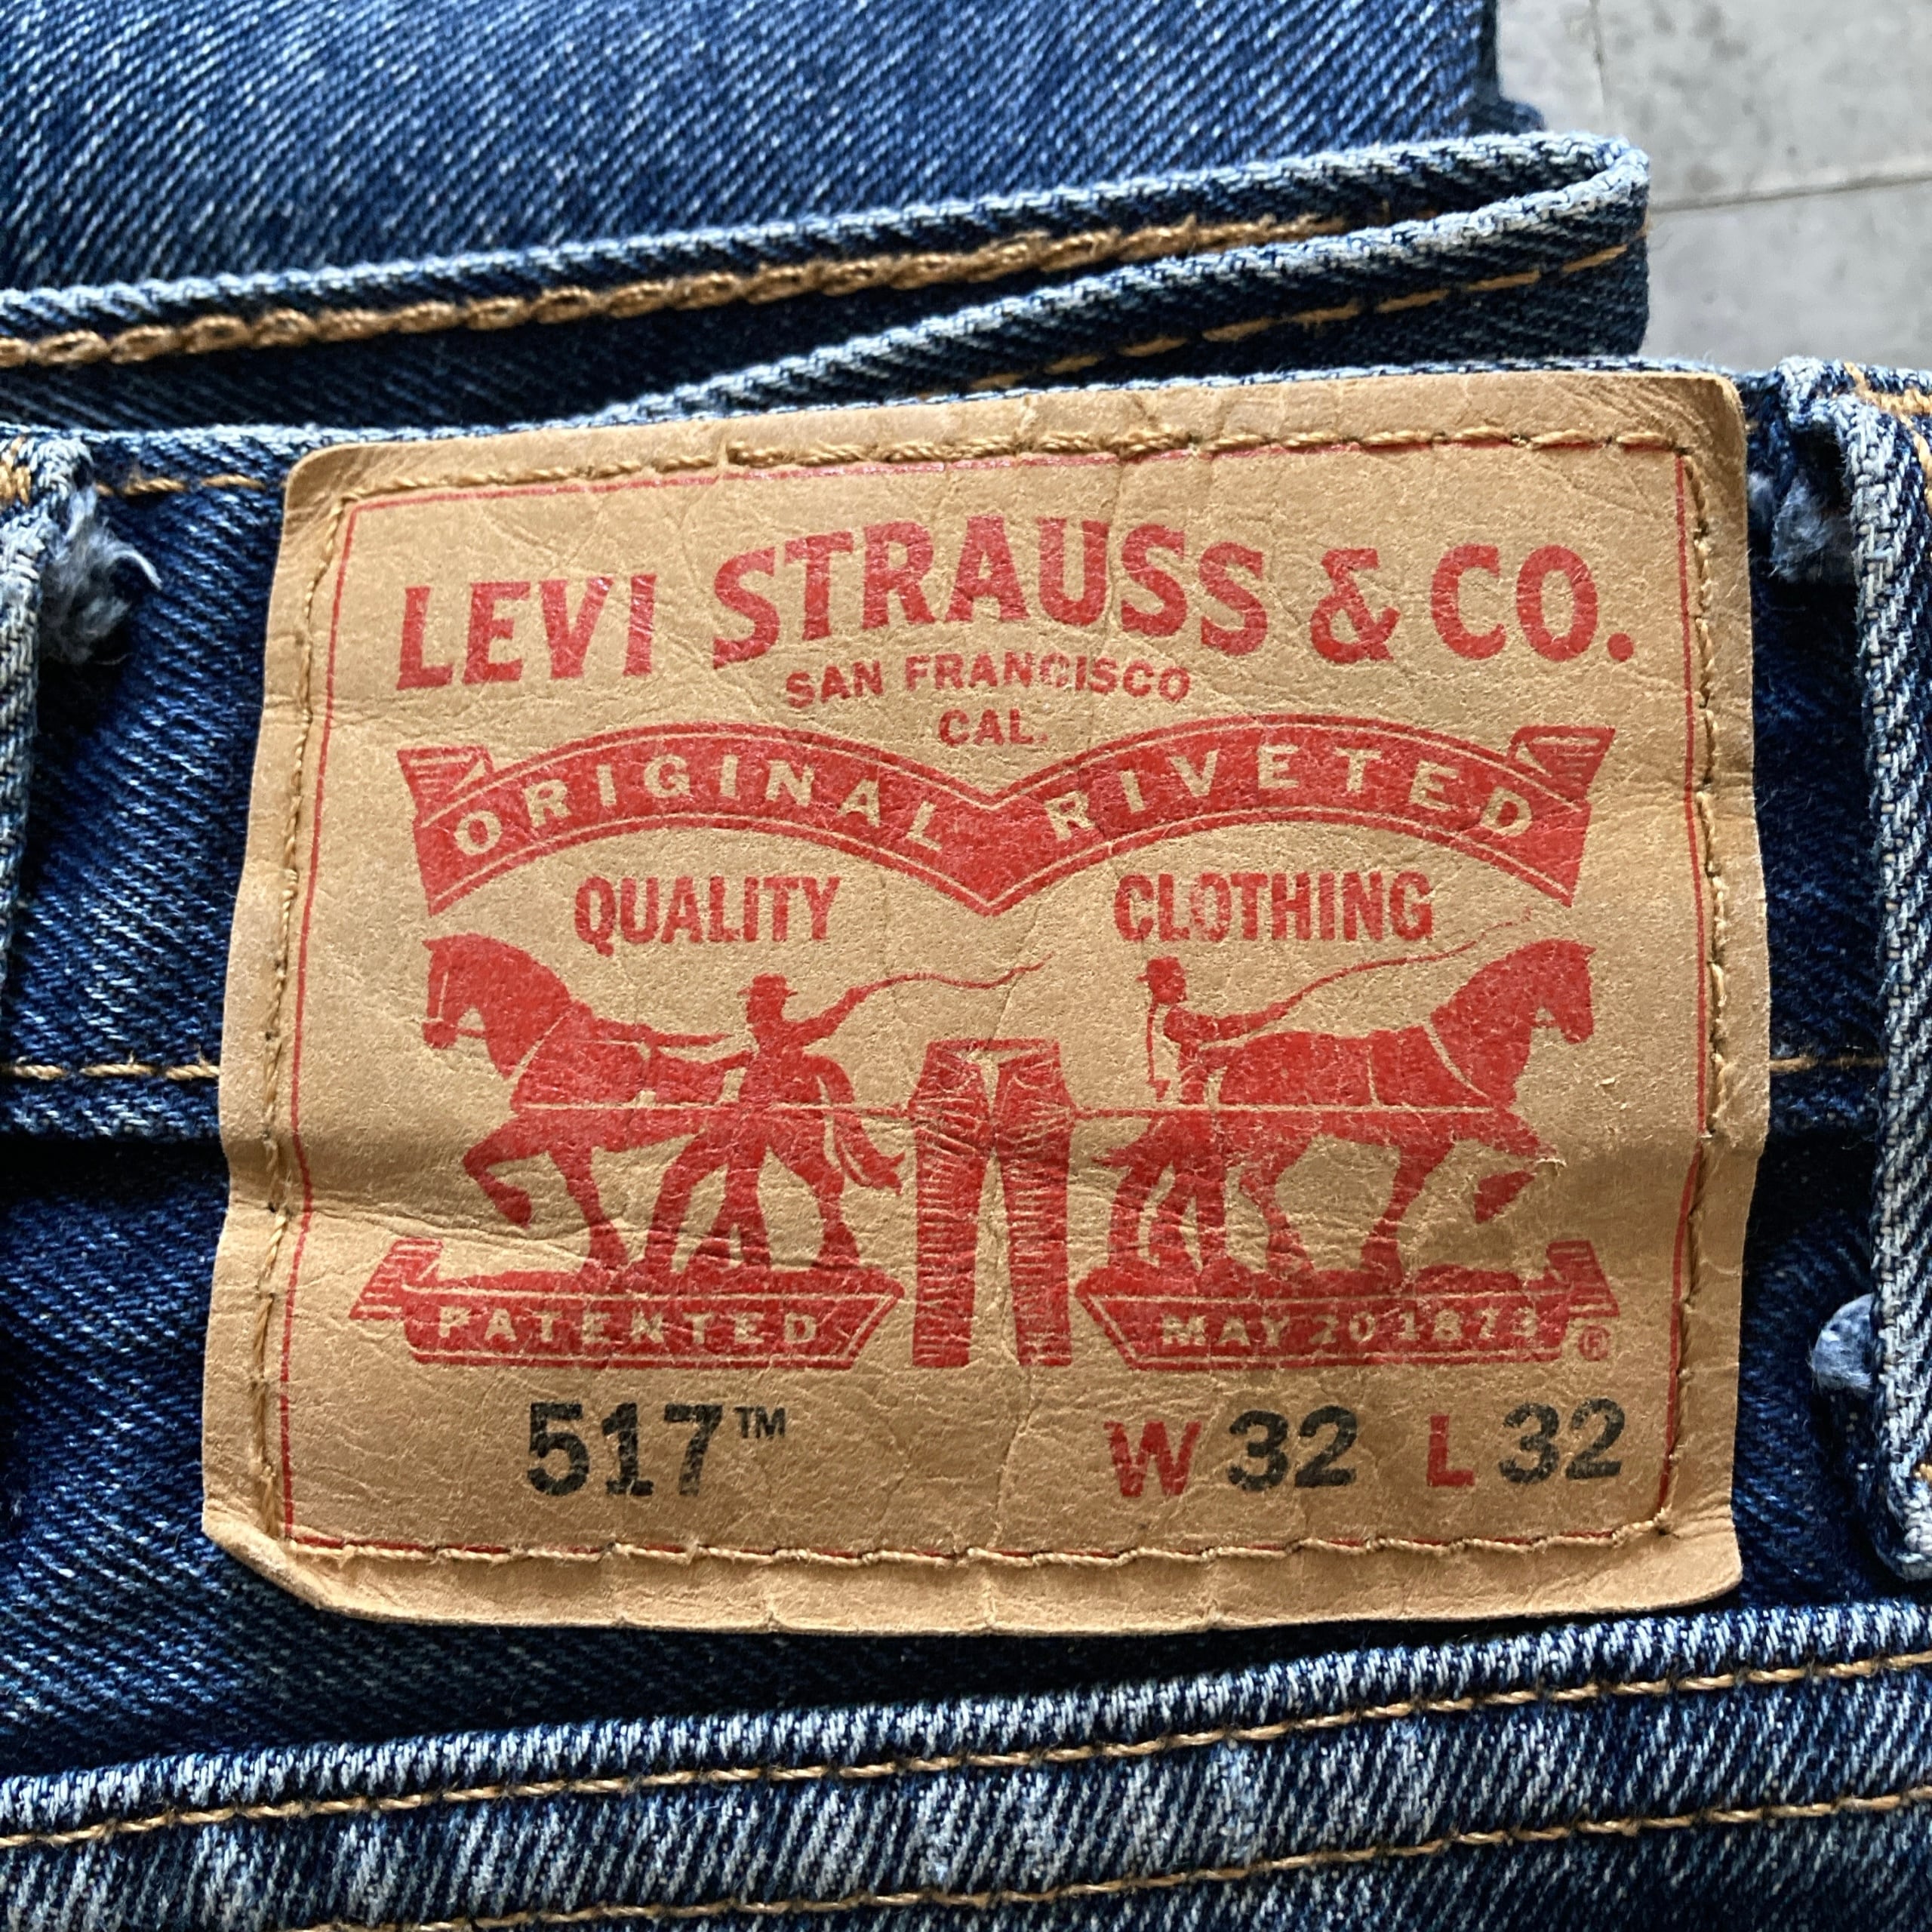 LEVI STRAUSS & CO.
SAN FRANCISCO
CAL.
ORIGINAL RIVETED
QUALITY CLOTHING
PATENTED MAY 20 1873 ®
517™ W 32 L 32